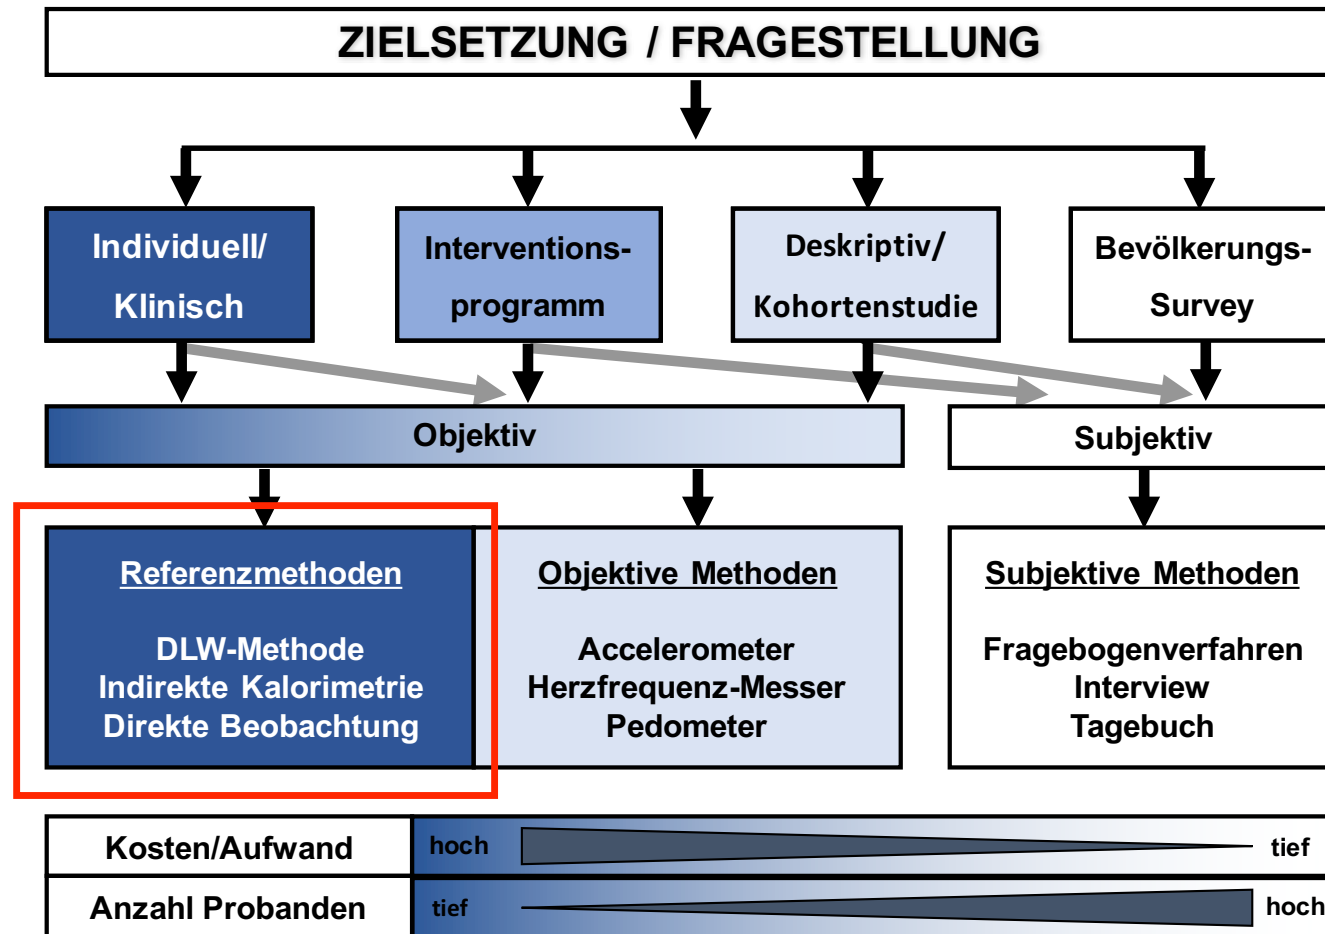 ZIELSETZUNG / FRAGESTELLUNG
Individuell/
Klinisch
Interventions-
programm
Deskriptiv/
Kohortenstudie
Bevölkerungs-
Survey
Objektiv
Subjektiv
Referenzmethoden
DLW-Methode
Indirekte Kalorimetrie
Direkte Beobachtung
Objektive Methoden
Accelerometer
Herzfrequenz-Messer
Pedometer
Subjektive Methoden
Fragebogenverfahren
Interview
Tagebuch
Kosten/Aufwand hoch tief
Anzahl Probanden tief hoch